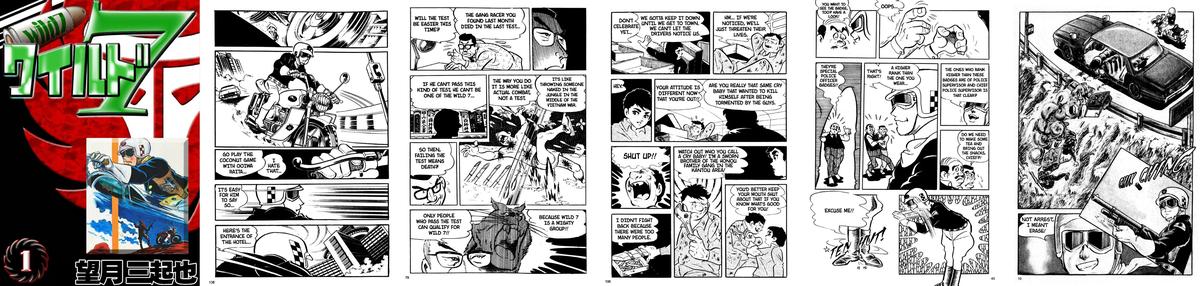 wild7
ワイルド7
1
望月三起也
GO PLAY THE
COCONUT GAME
WITH OOIWA
RAITA...
I
HATE
THAT...
IT'S EASY
FOR HIM
TO SAY
SO...
HERE'S THE
ENTRANCE
OF THE
HOTEL...
WILL THE TEST
BE EASIER THIS
TIME?
THE GANG RACER YOU
FOUND LAST MONTH
DIED IN THE LAST TEST...
IF HE CAN'T PASS THIS
KIND OF TEST, HE CAN'T BE
ONE OF THE WILD 7...
THE WAY YOU DO
IT IS MORE LIKE
ACTUAL COMBAT,
NOT A TEST.
IT'S LIKE
THROWING SOMEONE
NAKED IN THE
JUNGLE IN THE
MIDDLE OF THE
VIETNAM WAR.
SO THEN,
FAILING THE
TEST MEANS
DEATH?
ONLY PEOPLE
WHO PASS THE TEST
CAN QUALIFY FOR
WILD 7!!
BECAUSE WILD 7
IS A MIGHTY
GROUP!!
DON'T
CELEBRATE
YET...
WE GOTTA KEEP IT DOWN
UNTIL WE GET TO TOWN.
WE CAN'T LET THE
DRIVERS NOTICE US.
HM... IF WE'RE
NOTICED, WE'LL
JUST THREATEN THEIR
LIVES.
HEY!
YOUR ATTITUDE IS
DIFFERENT NOW
THAT YOU'RE OUT!!
ARE YOU REALLY THAT SAME CRY
BABY THAT WANTED TO KILL
HIMSELF AFTER BEING
TORMENTED BY THE GUYS.
SHUT UP!!
WATCH OUT WHO YOU CALL
A CRY BABY! I'M A SWORN
BROTHER OF THE HONOU
FAMILY GANG IN THE
KANTOU AREA!
I DIDN'T FIGHT
BACK BECAUSE
THERE WERE TOO
MANY PEOPLE.
YOU'D BETTER KEEP
YOUR MOUTH SHUT
ABOUT THAT IF YOU
KNOW WHAT'S GOOD
FOR YOU!
YOU WANT TO
SEE THE BADGE,
TOO? HAVE A
LOOK!
OOPS...
THEY'RE
SPECIAL
POLICE
OFFICER
BADGES!!
THAT'S
RIGHT!
A HIGHER
RANK THAN
THE ONE YOU
WEAR...
THE ONES WHO RANK
HIGHER THAN THESE
BADGES ARE OF POLICE
SUPERVISOR AND CHIEF
POLICE SUPERVISOR. IS
THAT CLEAR?
DO WE NEED
TO MAKE SOME
TEA AND
BRING OUT
THE SNACKS,
CHIEF?!
EXCUSE ME!!
NOT ARREST,
I MEANT
ERASE!